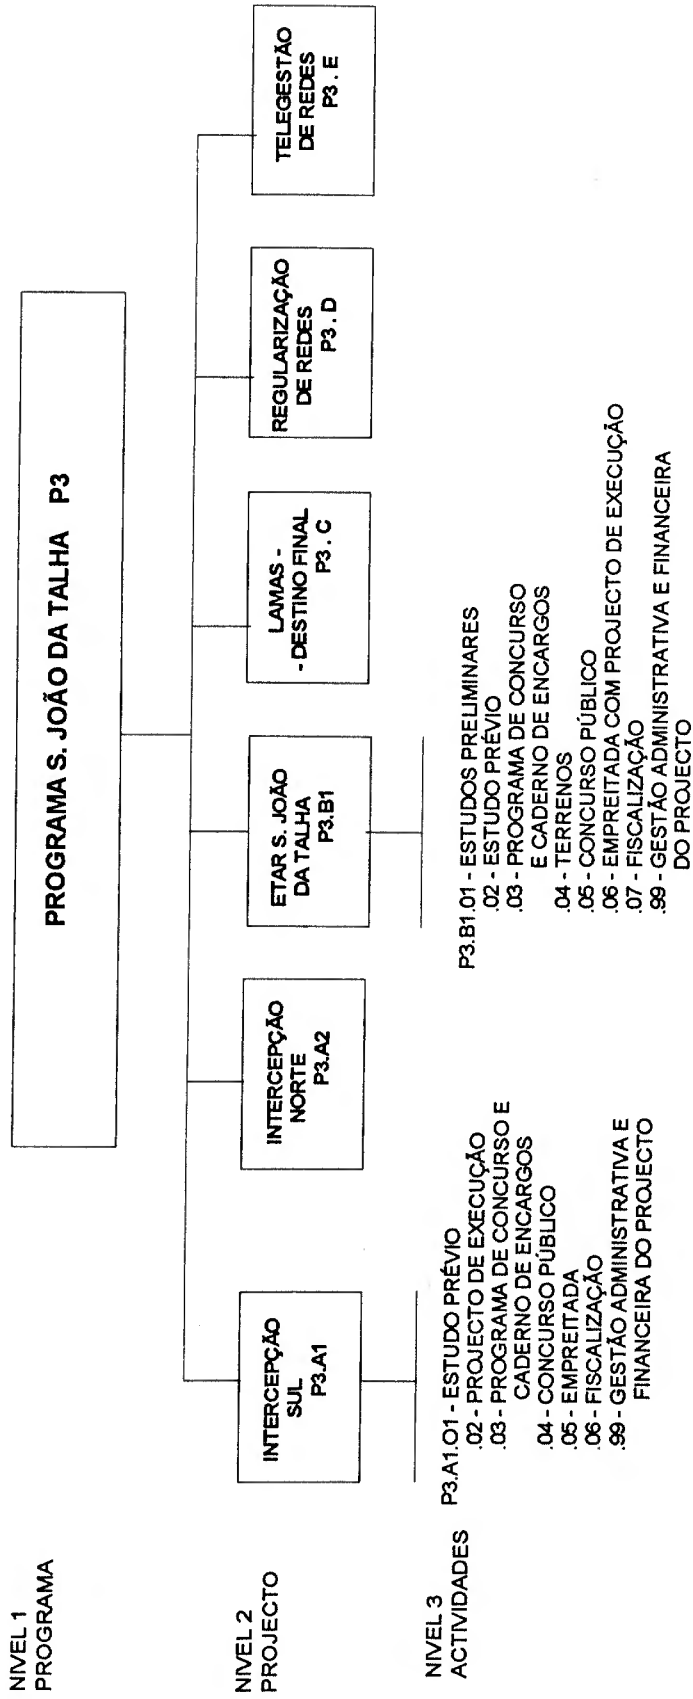 NIVEL 1
PROGRAMA
PROGRAMA S. JOÃO DA TALHA P3
NIVEL 2
PROJECTO
INTERCEPÇÃO
SUL
P3.A1
INTERCEPÇÃO
NORTE
P3.A2
ETAR S. JOÃO
DA TALHA
P3.B1
LAMAS -
- DESTINO FINAL
P3 . C
REGULARIZAÇÃO
DE REDES
P3 . D
TELEGESTÃO
DE REDES
P3 . E
NIVEL 3
ACTIVIDADES
P3.A1.O1 - ESTUDO PRÉVIO
.02 - PROJECTO DE EXECUÇÃO
.03 - PROGRAMA DE CONCURSO E
CADERNO DE ENCARGOS
.04 - CONCURSO PÚBLICO
.05 - EMPREITADA
.06 - FISCALIZAÇÃO
.99 - GESTÃO ADMINISTRATIVA E
FINANCEIRA DO PROJECTO
P3.B1.01 - ESTUDOS PRELIMINARES
.02 - ESTUDO PRÉVIO
.03 - PROGRAMA DE CONCURSO
E CADERNO DE ENCARGOS
.04 - TERRENOS
.05 - CONCURSO PÚBLICO
.06 - EMPREITADA COM PROJECTO DE EXECUÇÃO
.07 - FISCALIZAÇÃO
.99 - GESTÃO ADMINISTRATIVA E FINANCEIRA
DO PROJECTO